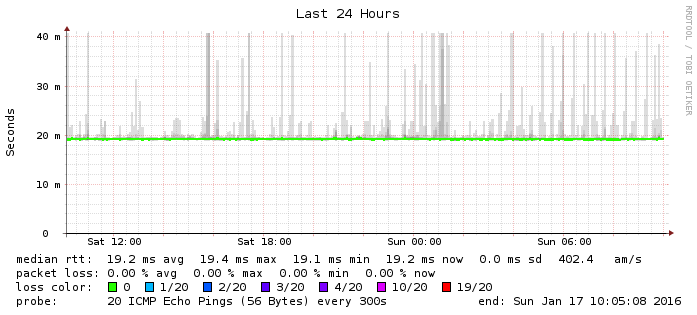 Last 24 Hours
RRDTOOL / TOBI OETIKER
Seconds
40 m
30 m
20 m
10 m
0
Sat 12:00 Sat 18:00 Sun 00:00 Sun 06:00
median rtt: 19.2 ms avg 19.4 ms max 19.1 ms min 19.2 ms now 0.0 ms sd 402.4 am/s
packet loss: 0.00 % avg 0.00 % max 0.00 % min 0.00 % now
loss color: 0 1/20 2/20 3/20 4/20 10/20 19/20
probe: 20 ICMP Echo Pings (56 Bytes) every 300s end: Sun Jan 17 10:05:08 2016